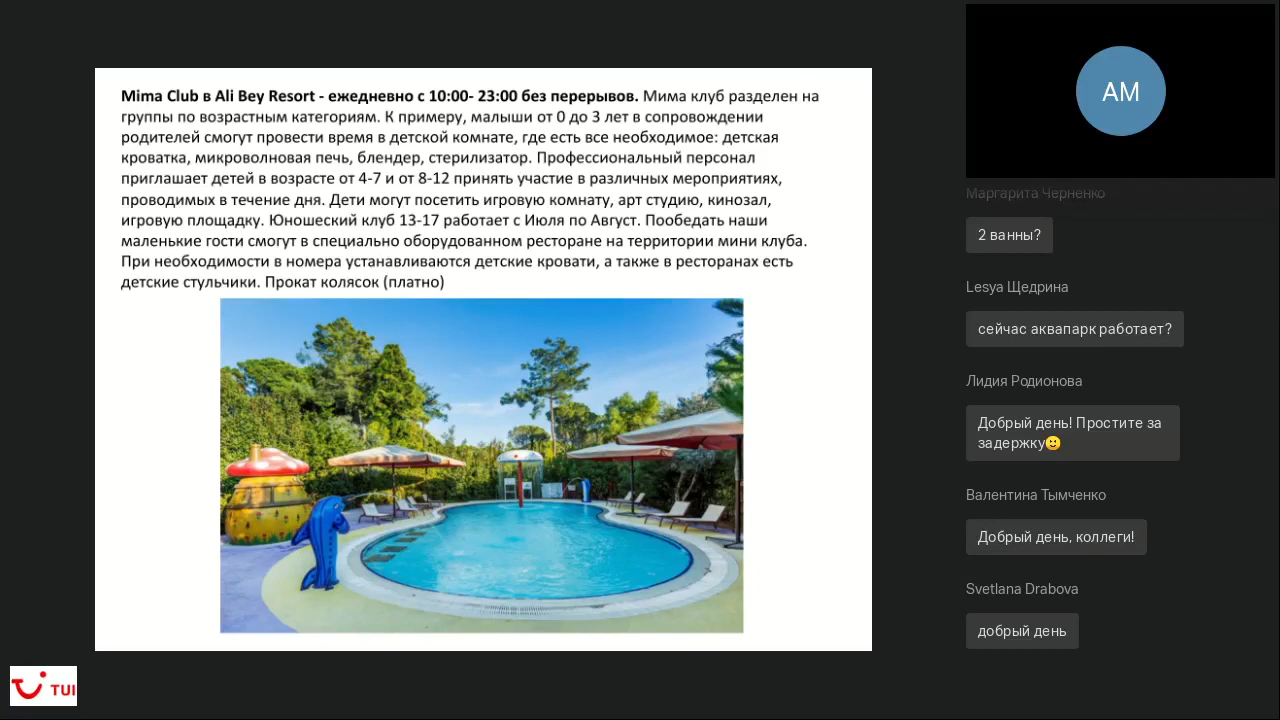 Mima Club в Ali Bey Resort - ежедневно с 10:00- 23:00 без перерывов. Мима клуб разделен на
группы по возрастным категориям. К примеру, малыши от 0 до 3 лет в сопровождении
родителей смогут провести время в детской комнате, где есть все необходимое: детская
кроватка, микроволновая печь, блендер, стерилизатор. Профессиональный персонал
приглашает детей в возрасте от 4-7 и от 8-12 принять участие в различных мероприятиях,
проводимых в течение дня. Дети могут посетить игровую комнату, арт студию, кинозал,
игровую площадку. Юношеский клуб 13-17 работает с Июля по Август. Пообедать наши
маленькие гости смогут в специально оборудованном ресторане на территории мини клуба.
При необходимости в номера устанавливаются детские кровати, а также в ресторанах есть
детские стульчики. Прокат колясок (платно)
TUI
AM
Маргарита Черненко
2 ванны?
Lesya Щедрина
сейчас аквапарк работает?
Лидия Родионова
Добрый день! Простите за
задержку🙂
Валентина Тымченко
Добрый день, коллеги!
Svetlana Drabova
добрый день